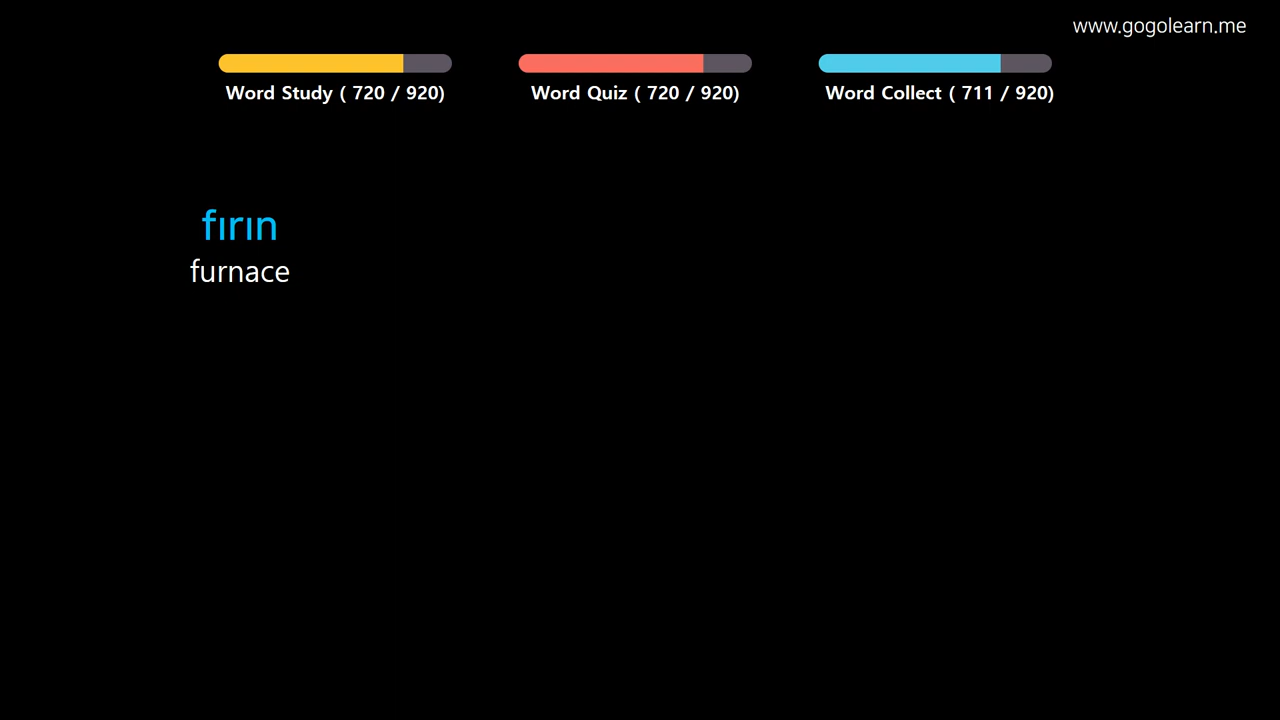 www.gogolearn.me
Word Study ( 720 / 920)
Word Quiz ( 720 / 920)
Word Collect ( 711 / 920)
fırın
furnace